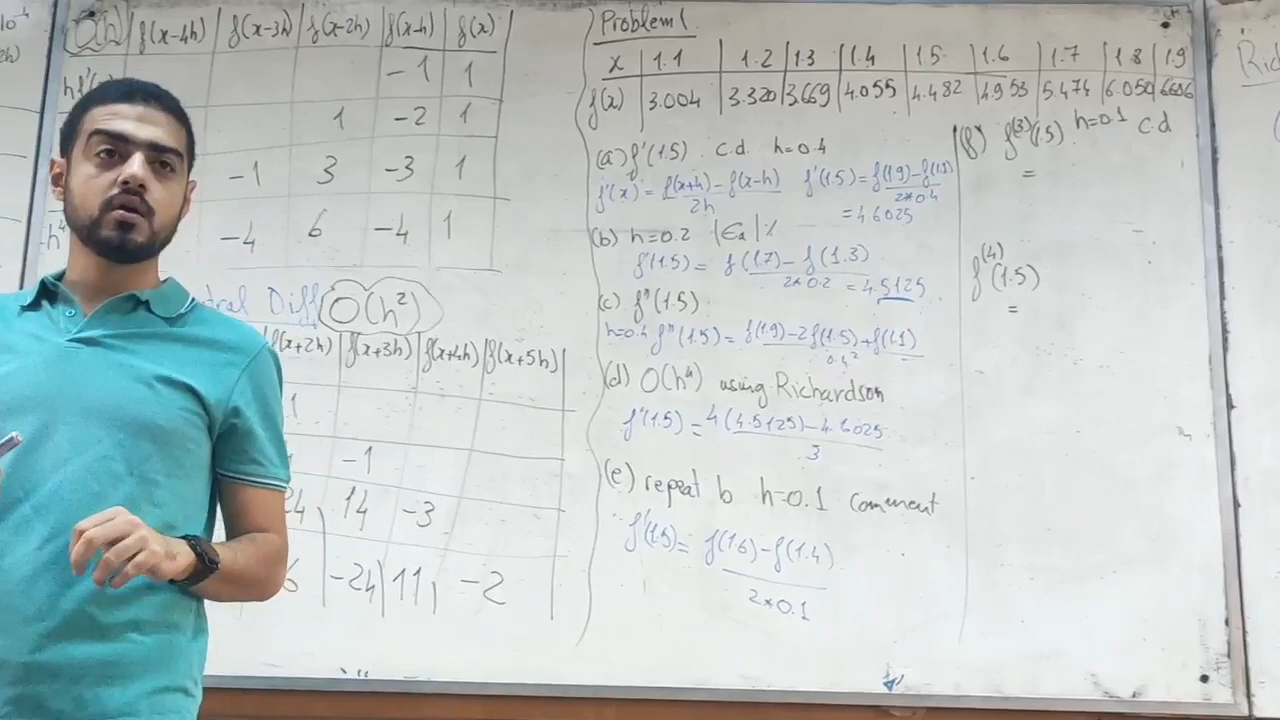 O(h) f(x-4h) f(x-3h) f(x-2h) f(x-h) f(x)
-1 1
1 -2 1
-1 3 -3 1
-4 6 -4 1
Diff O(h²)
f(x+2h) f(x+3h) f(x+4h) f(x+5h)
-1
14 -3
-24 11 -2
Problem 1
x 1.1 1.2 1.3 1.4 1.5 1.6 1.7 1.8 1.9
f(x) 3.004 3.320 3.669 4.055 4.482 4.953 5.474 6.050 6.686
(a) f'(1.5) c.d. h=0.4
f'(x) = f(x+h) - f(x-h) / 2h f'(1.5) = f(1.9) - f(1.1) / 2*0.4
= 4.6025
(b) h=0.2 |εa| %
f'(1.5) = f(1.7) - f(1.3) / 2*0.2 = 4.5125
(c) f''(1.5)
h=0.4 f''(1.5) = f(1.9) - 2f(1.5) + f(1.1) / 0.4²
(d) O(h⁴) using Richardson
f'(1.5) = 4(4.5125) - 4.6025 / 3
(e) repeat b h=0.1 comment
f'(1.5) = f(1.6) - f(1.4) / 2*0.1
(f) f⁽³⁾(1.5) h=0.1 c.d
=
f⁽⁴⁾(1.5)
=